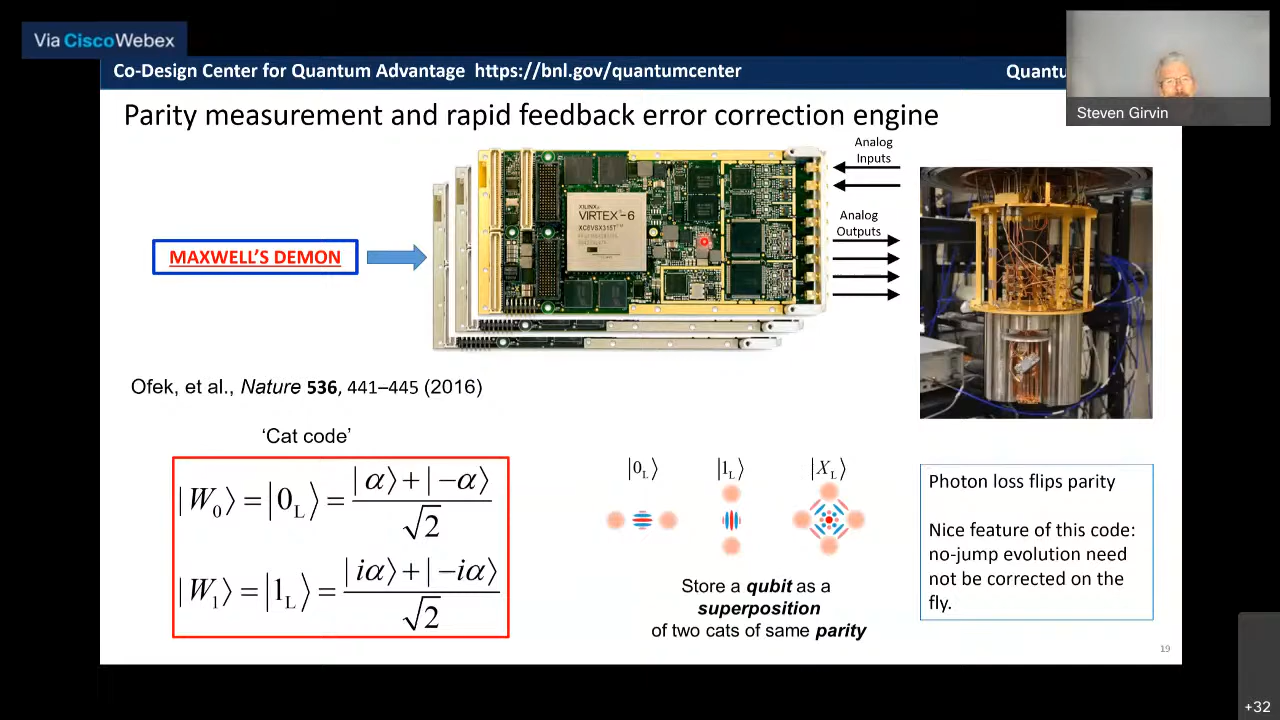 Via CiscoWebex
Co-Design Center for Quantum Advantage https://bnl.gov/quantumcenter
Steven Girvin
Parity measurement and rapid feedback error correction engine
Analog
Inputs
XILINX
VIRTEX-6
Analog
Outputs
MAXWELL'S DEMON
Ofek, et al., Nature 536, 441–445 (2016)
'Cat code'
|W₀⟩ = |0_L⟩ = (|α⟩+|−α⟩)/√2
|W₁⟩ = |1_L⟩ = (|iα⟩+|−iα⟩)/√2
|0_L⟩ |1_L⟩ |X_L⟩
Store a qubit as a
superposition
of two cats of same parity
Photon loss flips parity
Nice feature of this code:
no-jump evolution need
not be corrected on the
fly.
19
+32